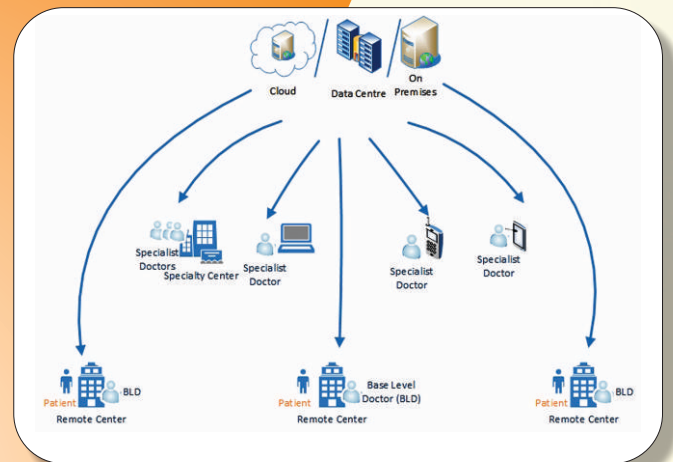 Cloud
Data Centre
On
Premises
Specialist
Doctors
Specialty Center
Specialist
Doctor
Specialist
Doctor
Specialist
Doctor
Patient
BLD
Remote Center
Patient
Base Level
Doctor (BLD)
Remote Center
Patient
BLD
Remote Center